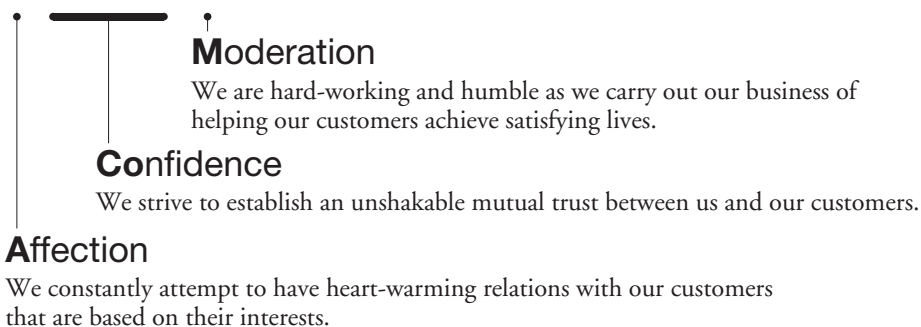 Moderation
We are hard-working and humble as we carry out our business of
helping our customers achieve satisfying lives.
Confidence
We strive to establish an unshakable mutual trust between us and our customers.
Affection
We constantly attempt to have heart-warming relations with our customers
that are based on their interests.